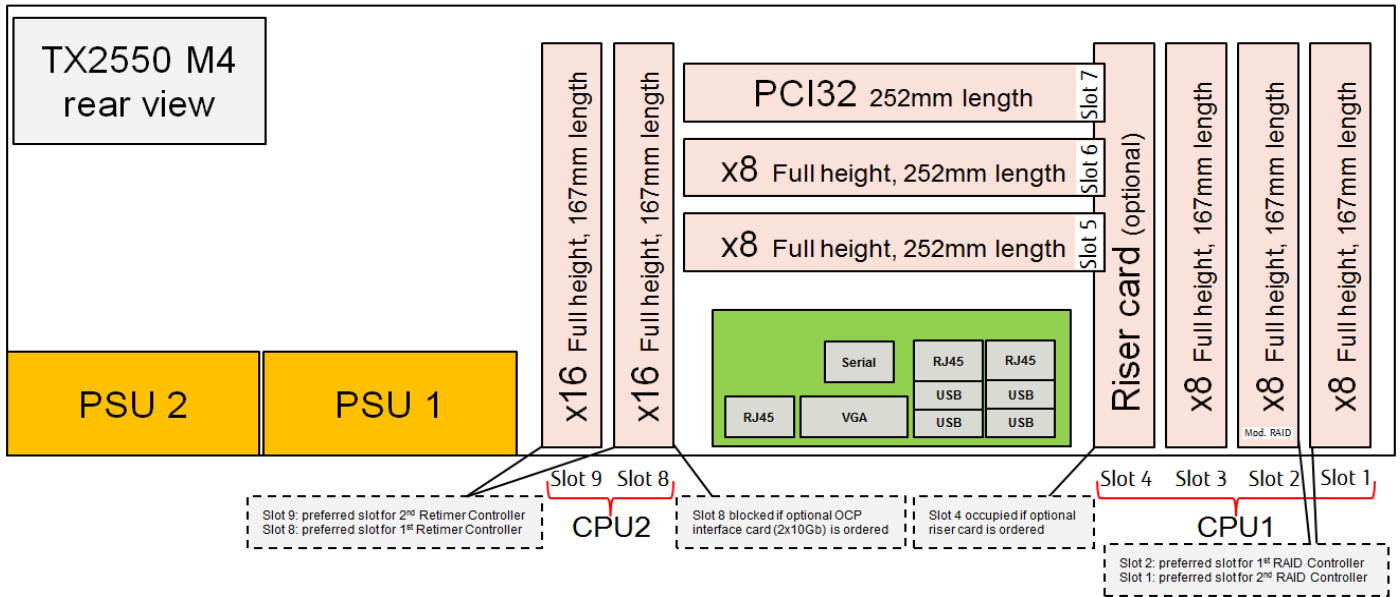 TX2550 M4
rear view
PSU 2
PSU 1
x16 Full height, 167mm length
x16 Full height, 167mm length
PCI32 252mm length
Slot 7
x8 Full height, 252mm length
Slot 6
x8 Full height, 252mm length
Slot 5
Serial
RJ45
RJ45
USB
USB
RJ45
VGA
USB
USB
Riser card (optional)
x8 Full height, 167mm length
x8 Full height, 167mm length
Mod. RAID
x8 Full height, 167mm length
Slot 9
Slot 8
CPU2
Slot 4
Slot 3
Slot 2
Slot 1
CPU1
Slot 9: preferred slot for 2nd Retimer Controller
Slot 8: preferred slot for 1st Retimer Controller
Slot 8 blocked if optional OCP
interface card (2x10Gb) is ordered
Slot 4 occupied if optional
riser card is ordered
Slot 2: preferred slot for 1st RAID Controller
Slot 1: preferred slot for 2nd RAID Controller